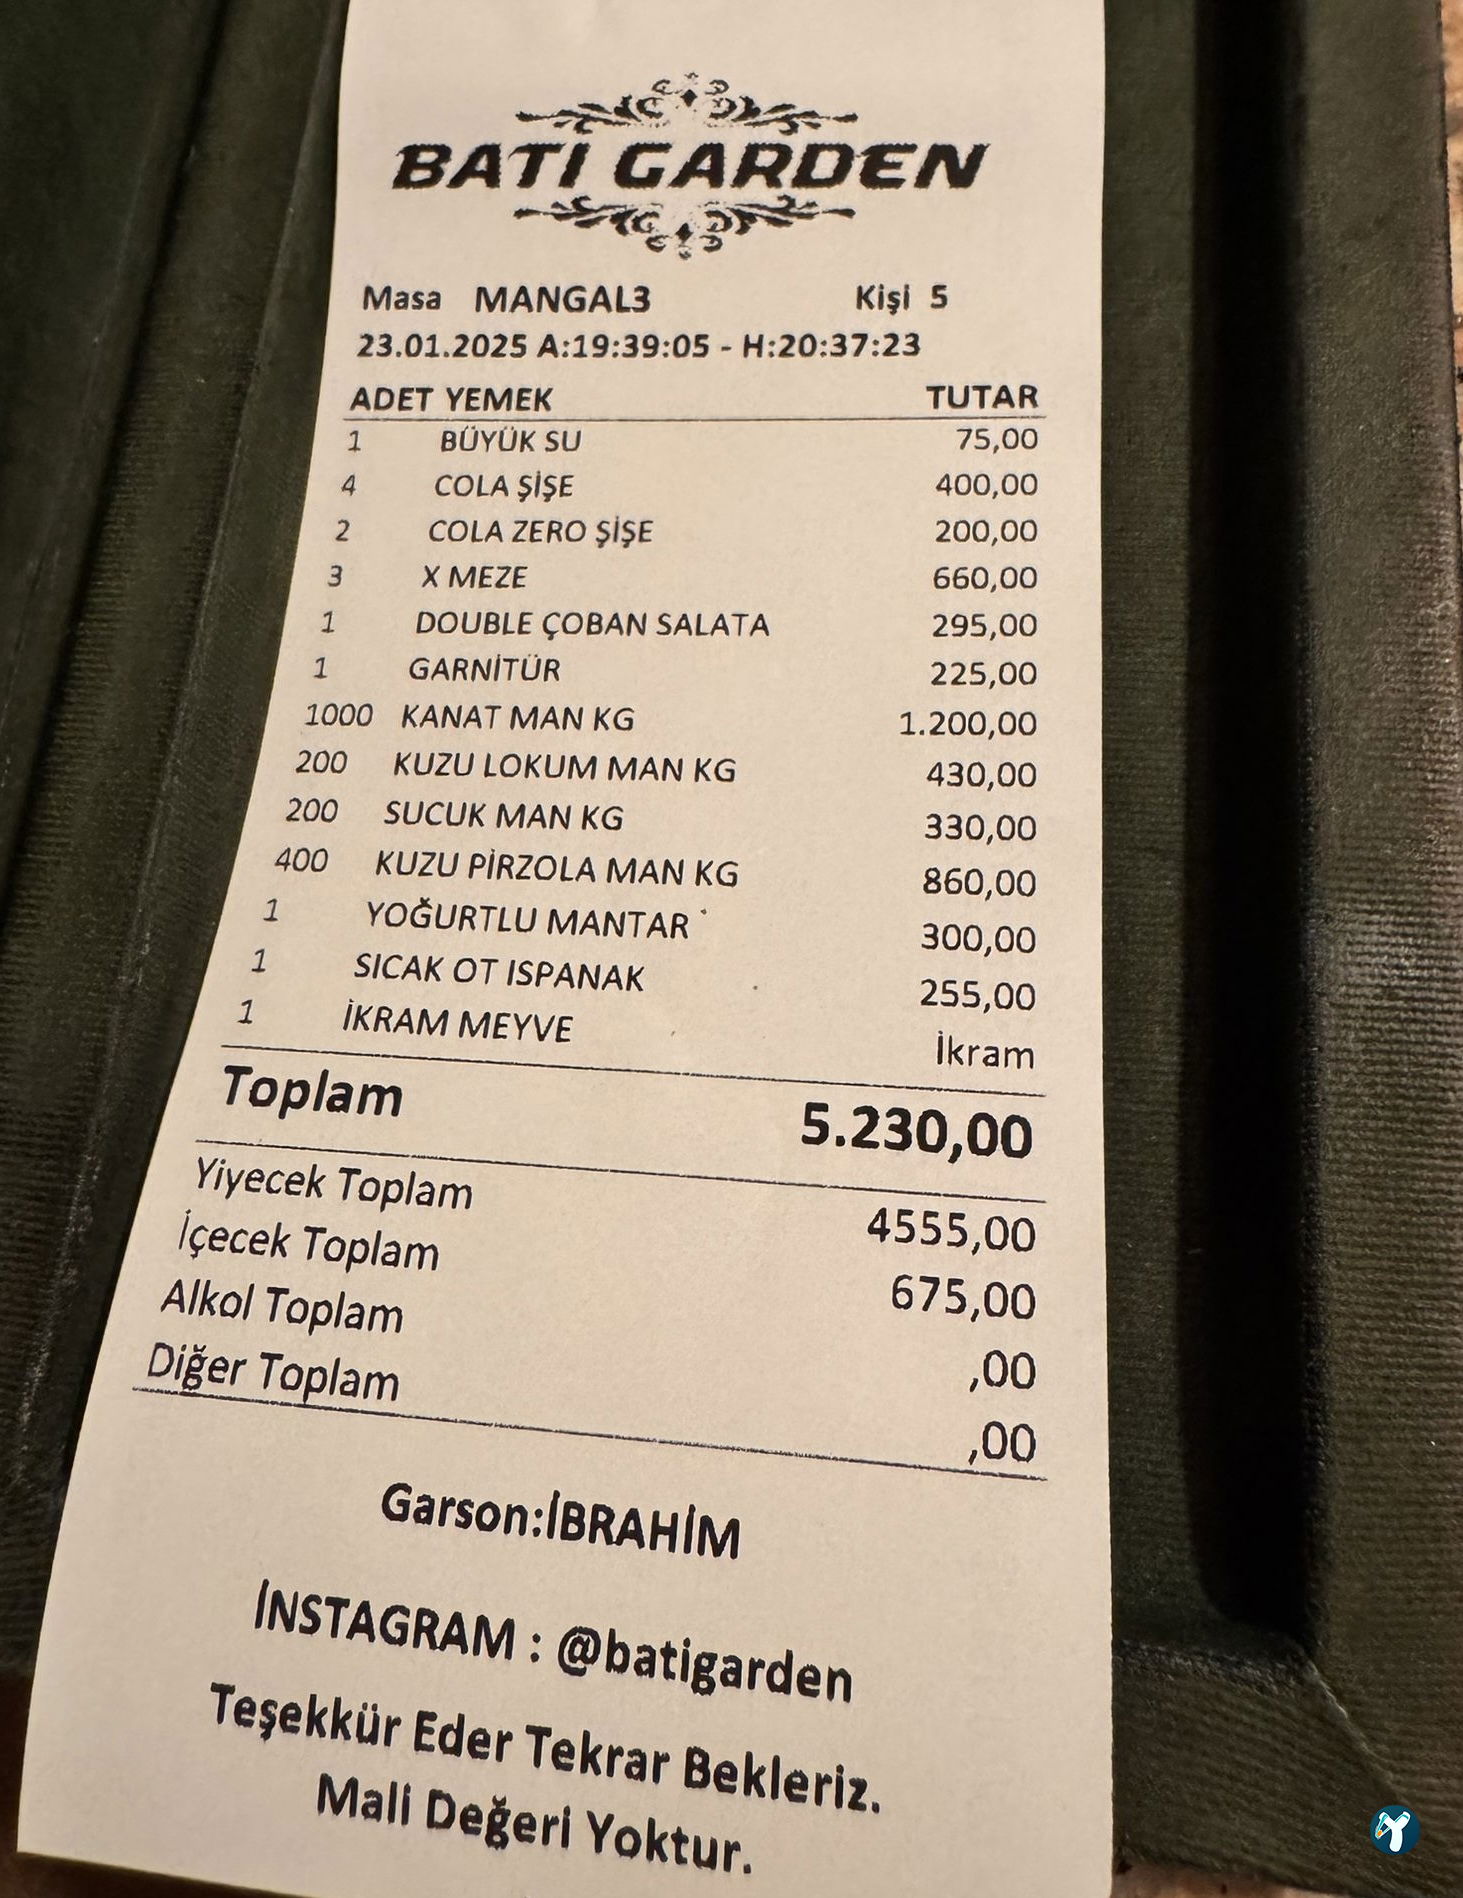 BATI GARDEN
Masa MANGAL3 Kişi 5
23.01.2025 A:19:39:05 - H:20:37:23
ADET YEMEK TUTAR
1 BÜYÜK SU 75,00
4 COLA ŞİŞE 400,00
2 COLA ZERO ŞİŞE 200,00
3 X MEZE 660,00
1 DOUBLE ÇOBAN SALATA 295,00
1 GARNİTÜR 225,00
1000 KANAT MAN KG 1.200,00
200 KUZU LOKUM MAN KG 430,00
200 SUCUK MAN KG 330,00
400 KUZU PİRZOLA MAN KG 860,00
1 YOĞURTLU MANTAR 300,00
1 SICAK OT ISPANAK 255,00
1 İKRAM MEYVE İkram
Toplam 5.230,00
Yiyecek Toplam 4555,00
İçecek Toplam 675,00
Alkol Toplam ,00
Diğer Toplam ,00
Garson:İBRAHİM
İNSTAGRAM : @batigarden
Teşekkür Eder Tekrar Bekleriz.
Mali Değeri Yoktur.